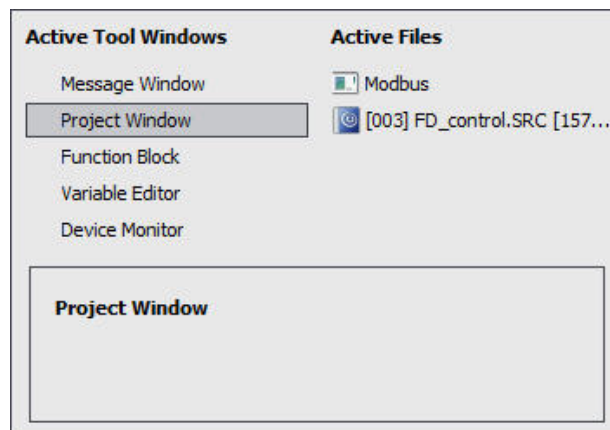 Active Tool Windows
Message Window
Project Window
Function Block
Variable Editor
Device Monitor
Active Files
Modbus
[003] FD_control.SRC [157...
Project Window